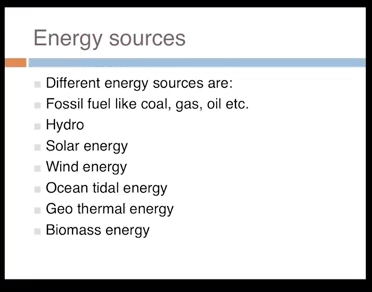 Energy sources
Different energy sources are:
Fossil fuel like coal, gas, oil etc.
Hydro
Solar energy
Wind energy
Ocean tidal energy
Geo thermal energy
Biomass energy